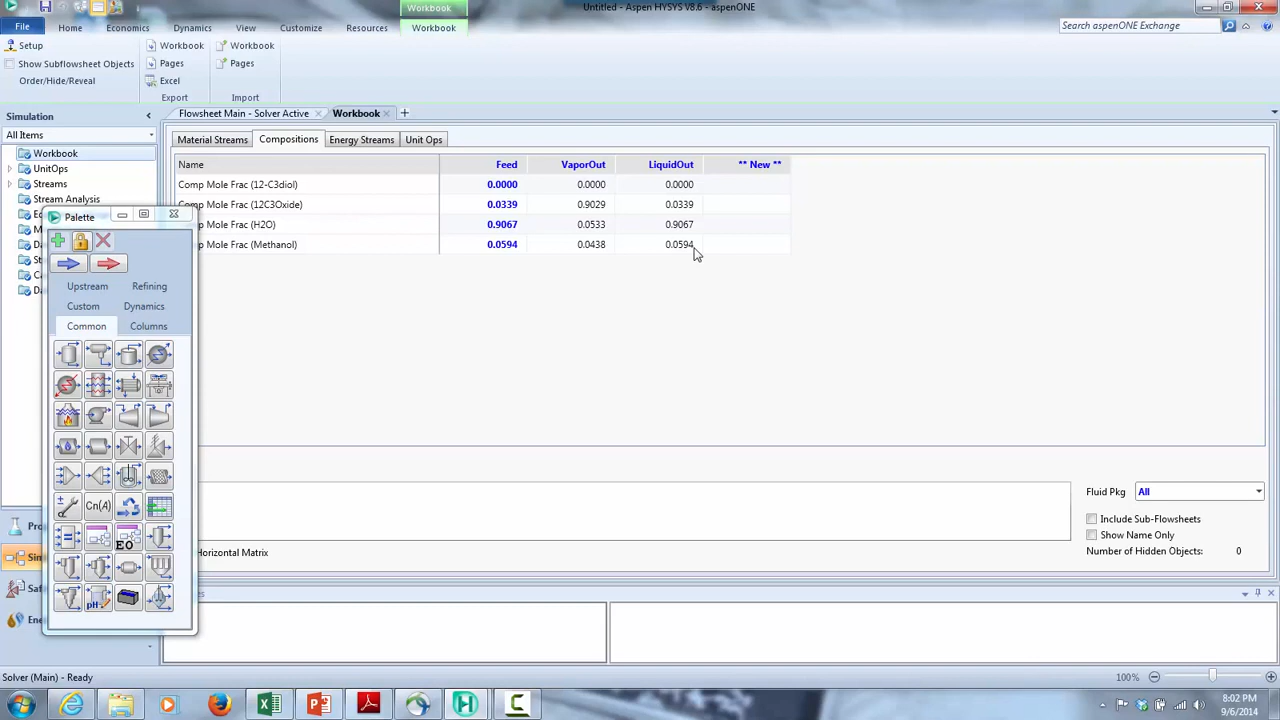 Workbook
Untitled - Aspen HYSYS V8.6 - aspenONE
File
Home
Economics
Dynamics
View
Customize
Resources
Workbook
Search aspenONE Exchange
Setup
Show Subflowsheet Objects
Order/Hide/Reveal
Workbook
Pages
Excel
Export
Workbook
Pages
Import
Simulation
All Items
Workbook
UnitOps
Streams
Stream Analysis
Flowsheet Main - Solver Active
Workbook
Material Streams
Compositions
Energy Streams
Unit Ops
Name Feed VaporOut LiquidOut ** New **
Comp Mole Frac (12-C3diol) 0.0000 0.0000 0.0000
Comp Mole Frac (12C3Oxide) 0.0339 0.9029 0.0339
p Mole Frac (H2O) 0.9067 0.0533 0.9067
p Mole Frac (Methanol) 0.0594 0.0438 0.0594
Palette
Upstream
Refining
Custom
Dynamics
Common
Columns
Cn(A)
EO
pH
Horizontal Matrix
Fluid Pkg
All
Include Sub-Flowsheets
Show Name Only
Number of Hidden Objects: 0
Solver (Main) - Ready
100%
8:02 PM
9/6/2014